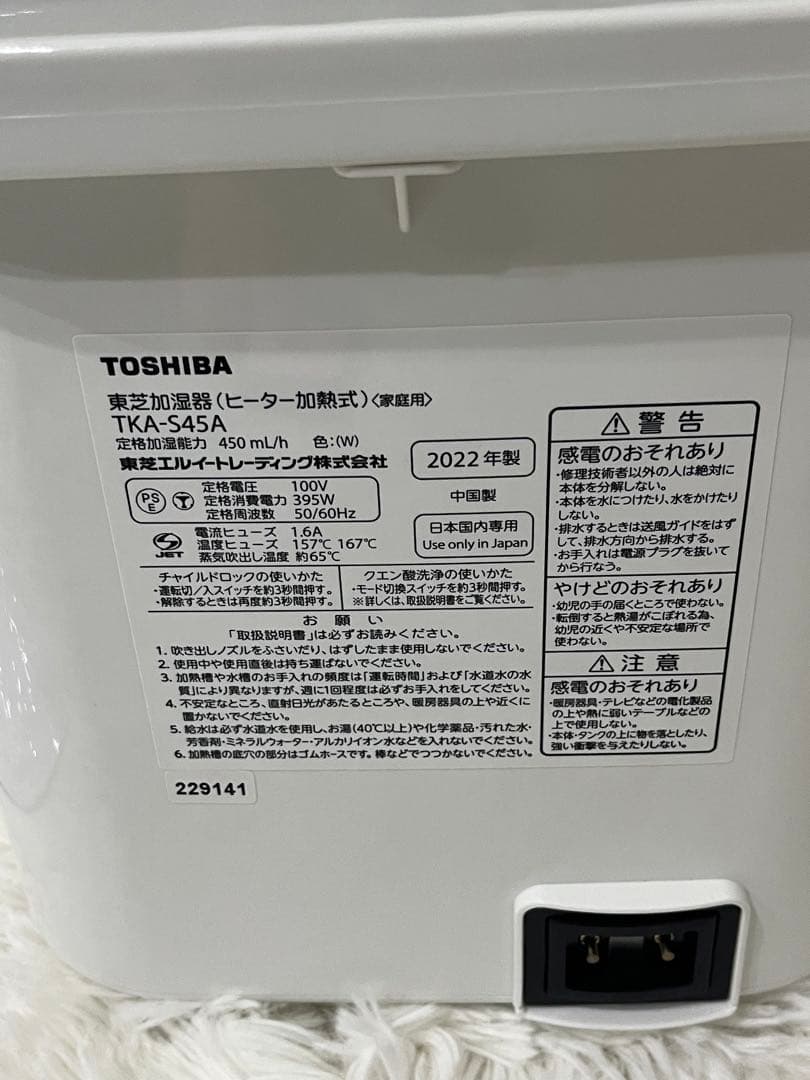 TOSHIBA
東芝加湿器(ヒーター加熱式)〈家庭用〉
TKA-S45A
定格加湿能力 450 mL/h 色:(W)
東芝エルイートレーディング株式会社
2022年製
PS
E
T
定格電圧 100V
定格消費電力 395W
定格周波数 50/60Hz
中国製
JET
電流ヒューズ 1.6A
温度ヒューズ 157℃ 167℃
蒸気吹出し温度 約65℃
日本国内専用
Use only in Japan
チャイルドロックの使いかた
・運転切/入スイッチを約3秒間押す。
・解除するときは再度約3秒間押す。
クエン酸洗浄の使いかた
・モード切換スイッチを約3秒間押す。
※詳しくは、取扱説明書をご覧ください。
お願い
「取扱説明書」は必ずお読みください。
1. 吹き出しノズルをふさいだり、はずしたまま使用しないでください。
2. 使用中や使用直後は持ち運ばないでください。
3. 加熱槽や水槽のお手入れの頻度は「運転時間」および「水道水の水
質」により異なりますが、週に1回程度は必ずお手入れをしてください。
4. 不安定なところ、直射日光があたるところや、暖房器具の上や近くに
置かないでください。
5. 給水は必ず水道水を使用し、お湯(40℃以上)や化学薬品・汚れた水・
芳香剤・ミネラルウォーター・アルカリイオン水などを入れないでください。
6. 加熱槽の底穴の部分はゴムホースです。棒などでつつかないでください。
⚠警告
感電のおそれあり
・修理技術者以外の人は絶対に
本体を分解しない。
・本体を水につけたり、水をかけたり
しない。
・排水するときは送風ガイドをはず
して、排水方向から排水する。
・お手入れは電源プラグを抜いて
から行なう。
やけどのおそれあり
・幼児の手の届くところで使わない。
・転倒すると熱湯がこぼれる為、
幼児の近くや不安定な場所で
使わない。
⚠注意
感電のおそれあり
・暖房器具・テレビなどの電化製品
の上や熱に弱いテーブルなどの
上で使用しない。
・本体・タンクの上に物を落としたり、
強い衝撃を与えたりしない。
229141